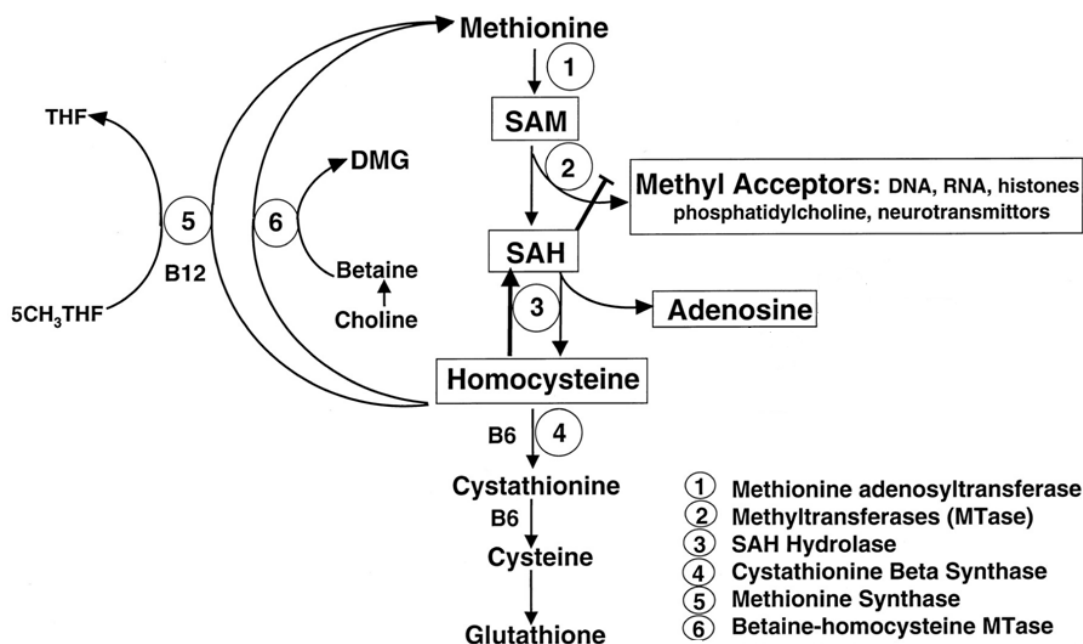 Methionine
1
THF
SAM
DMG
2
Methyl Acceptors: DNA, RNA, histones
phosphatidylcholine, neurotransmittors
5
6
SAH
B12
Betaine
3
Adenosine
5CH₃THF
Choline
Homocysteine
B6
4
Cystathionine
B6
Cysteine
Glutathione
1 Methionine adenosyltransferase
2 Methyltransferases (MTase)
3 SAH Hydrolase
4 Cystathionine Beta Synthase
5 Methionine Synthase
6 Betaine-homocysteine MTase